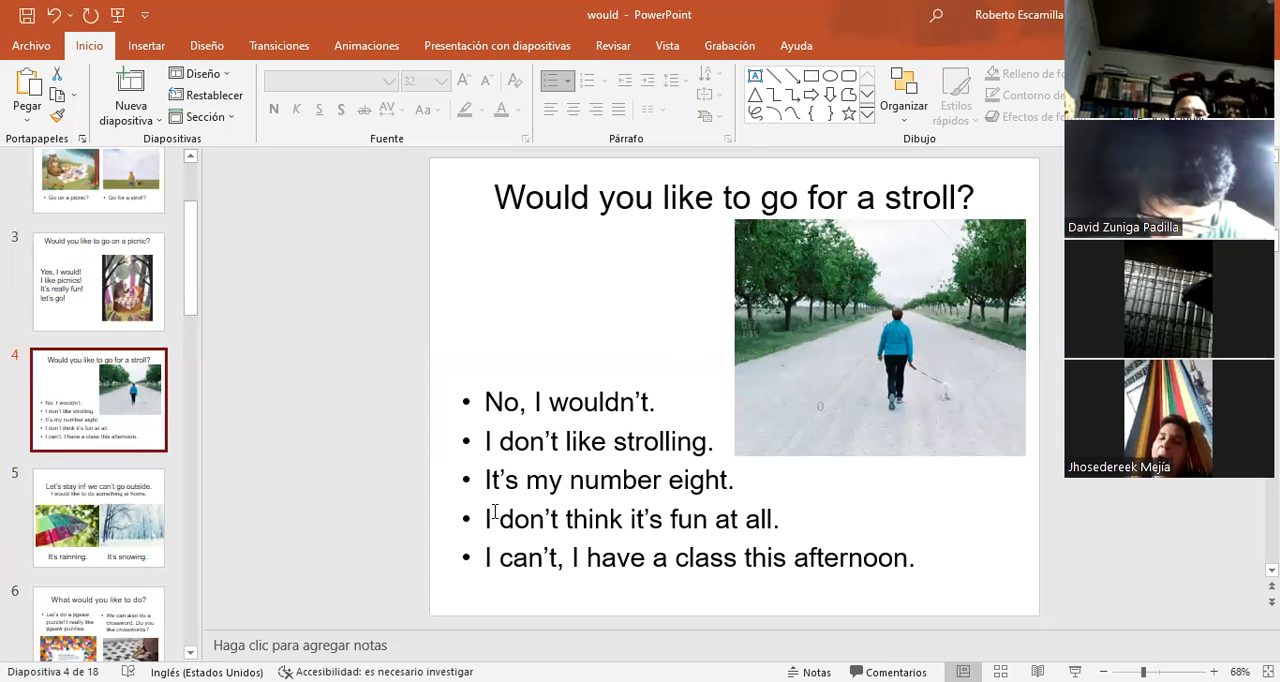 would - PowerPoint
Roberto Escamilla
Archivo
Inicio
Insertar
Diseño
Transiciones
Animaciones
Presentación con diapositivas
Revisar
Vista
Grabación
Ayuda
Pegar
Portapapeles
Nueva
diapositiva
Diseño
Restablecer
Sección
Diapositivas
32
A A
N K S S ab AV Aa A
Fuente
Párrafo
Organizar
Estilos
rápidos
Relleno de fo
Contorno de
Efectos de fo
Dibujo
Go on a picnic?
Go for a stroll?
3
Would you like to go on a picnic?
Yes, I would!
I like picnics!
It's really fun!
let's go!
4
Would you like to go for a stroll?
No, I wouldn't.
I don't like strolling.
It's my number eight.
I don't think it's fun at all.
I can't, I have a class this afternoon.
5
Let's stay in! we can't go outside.
I would like to do something at home.
It's rainning.
It's snowing.
6
What would you like to do?
Let's do a jigsaw
puzzle! I really like
jigsaw puzzles.
We can also do a
crossword. Do you
like crosswords?
Would you like to go for a stroll?
• No, I wouldn't.
• I don't like strolling.
• It's my number eight.
• I don't think it's fun at all.
• I can't, I have a class this afternoon.
David Zuniga Padilla
Jhosedereek Mejía
Haga clic para agregar notas
Diapositiva 4 de 18
Inglés (Estados Unidos)
Accesibilidad: es necesario investigar
Notas
Comentarios
68%